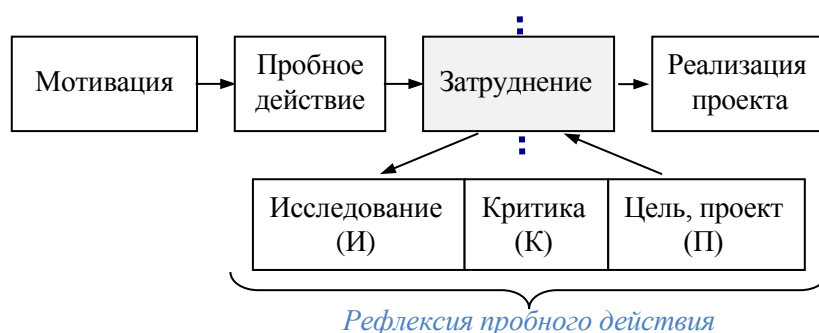 Мотивация
Пробное
действие
Затруднение
Реализация
проекта
Исследование
(И)
Критика
(К)
Цель, проект
(П)
Рефлексия пробного действия